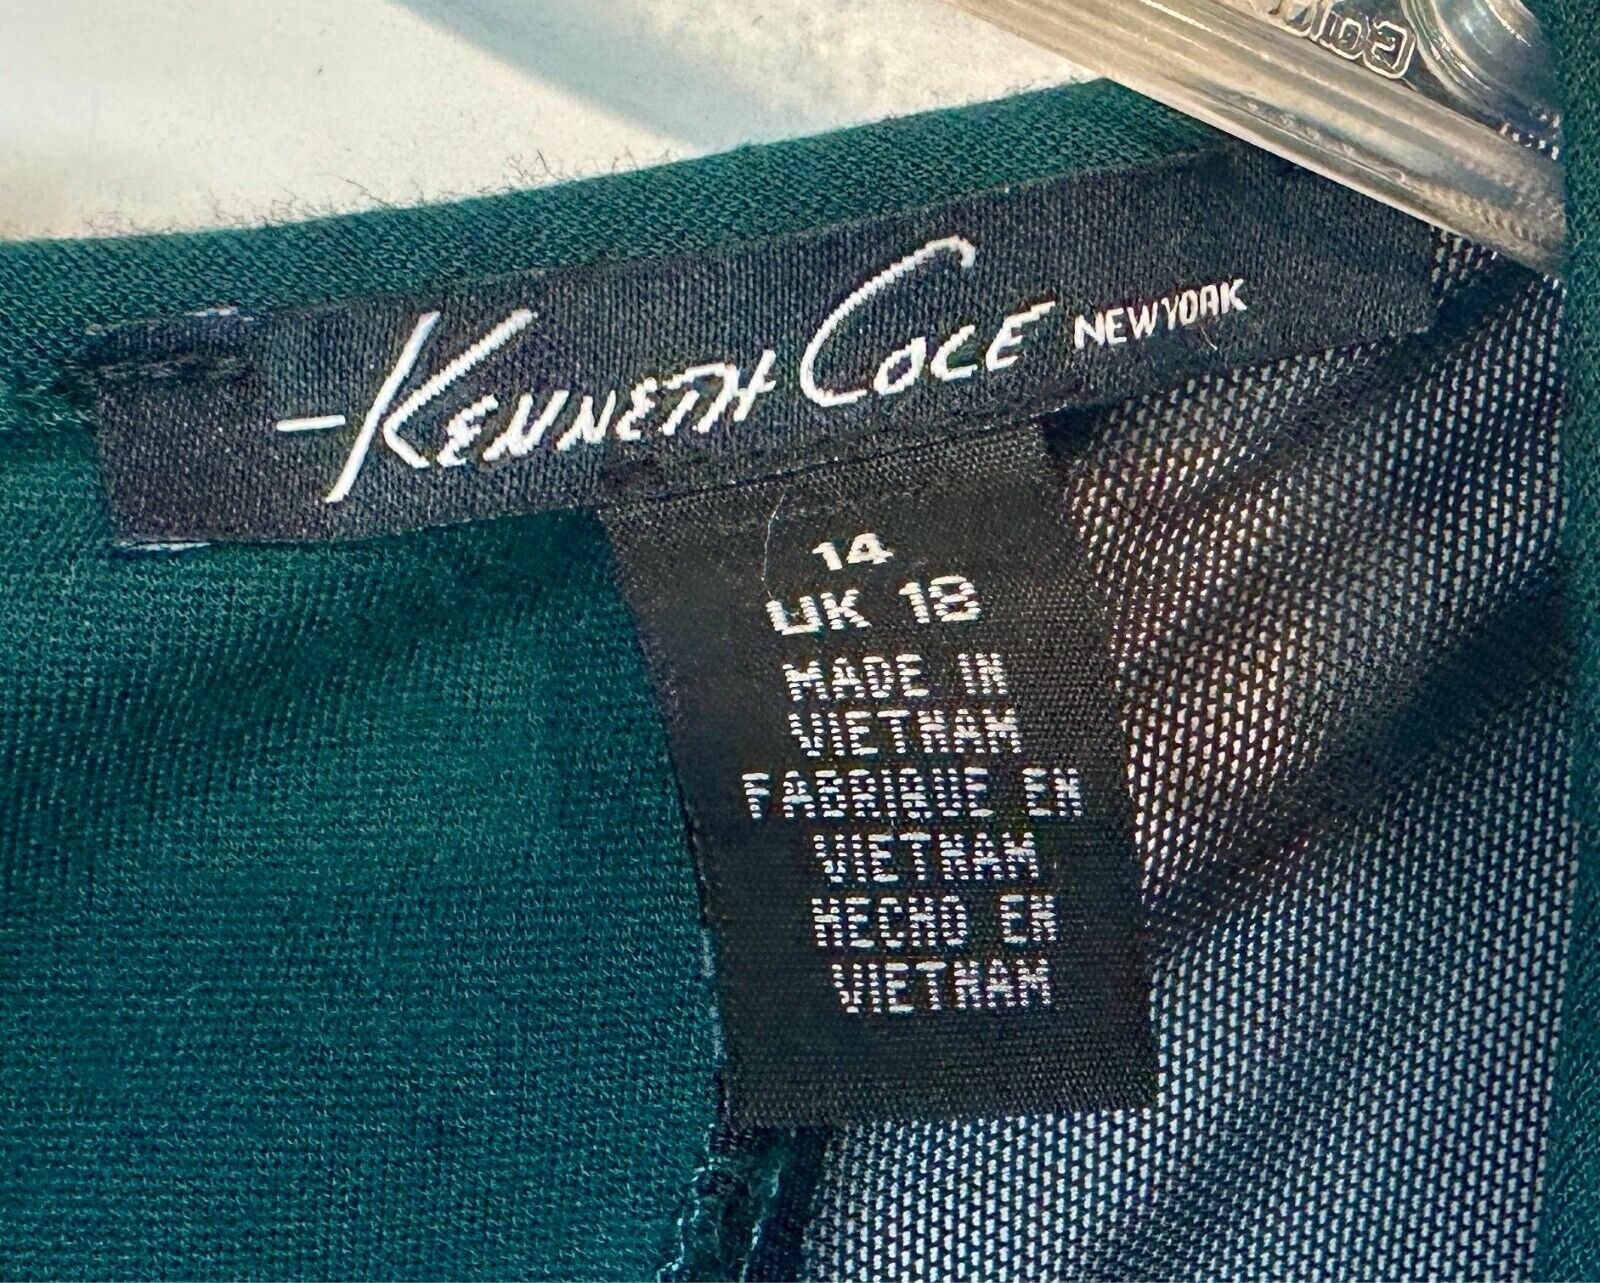 Kenneth Cole NEW YORK
14
UK 18
MADE IN
VIETNAM
FABRIQUE EN
VIETNAM
HECHO EN
VIETNAM